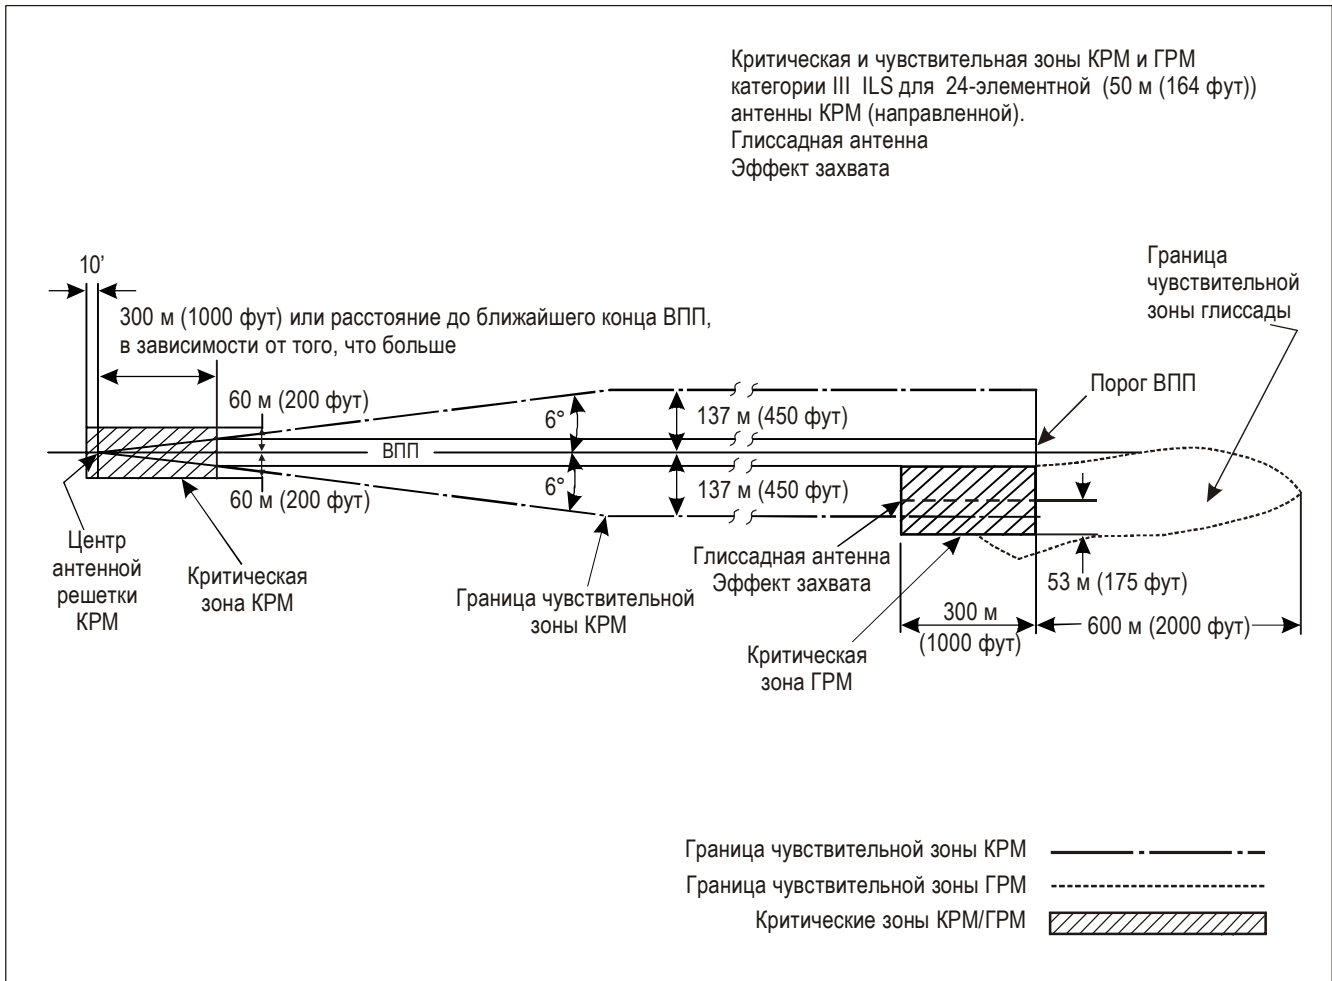 Критическая и чувствительная зоны КРМ и ГРМ
категории III ILS для 24-элементной (50 м (164 фут))
антенны КРМ (направленной).
Глиссадная антенна
Эффект захвата
10’
300 м (1000 фут) или расстояние до ближайшего конца ВПП,
в зависимости от того, что больше
Граница
чувствительной
зоны глиссады
60 м (200 фут)
6°
137 м (450 фут)
Порог ВПП
ВПП
60 м (200 фут)
6°
137 м (450 фут)
Центр
антенной
решетки
КРМ
Критическая
зона КРМ
Граница чувствительной
зоны КРМ
Глиссадная антенна
Эффект захвата
53 м (175 фут)
300 м
(1000 фут)
600 м (2000 фут)
Критическая
зона ГРМ
Граница чувствительной зоны КРМ
Граница чувствительной зоны ГРМ
Критические зоны КРМ/ГРМ